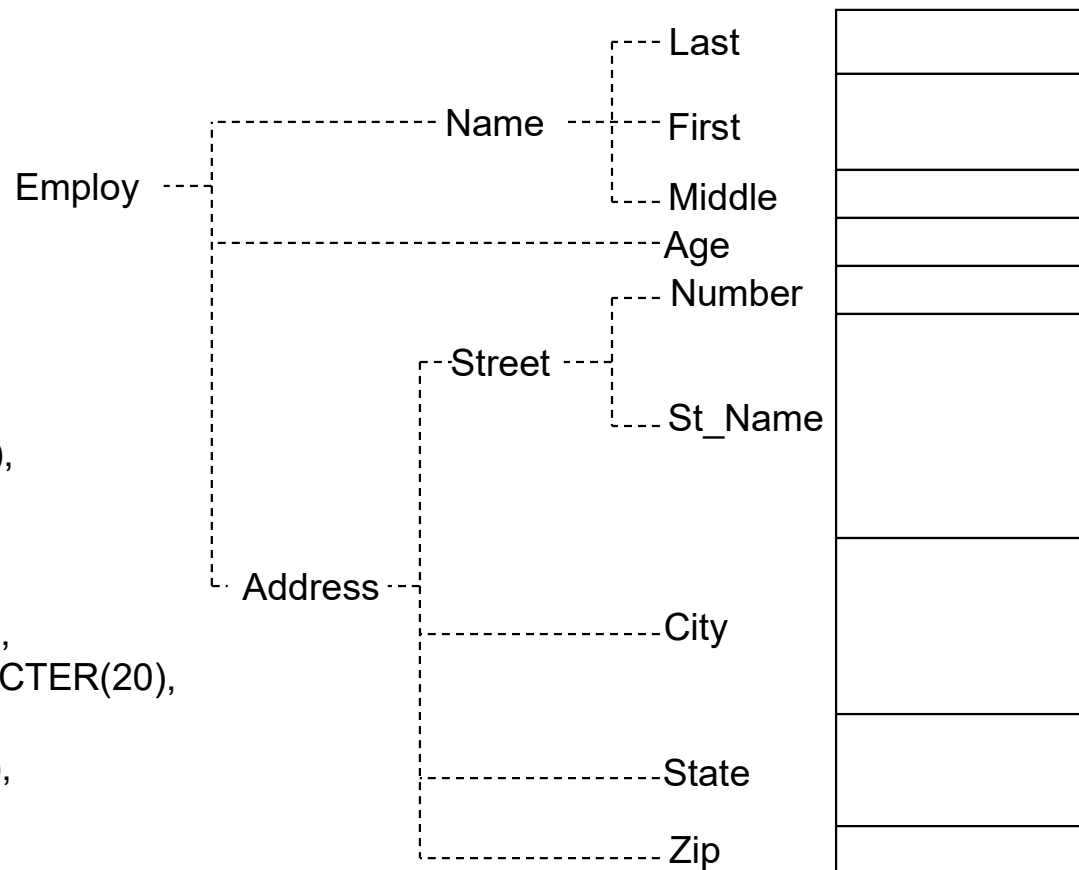 Last
Name
First
Employ
Middle
Age
Number
Street
St_Name
),
Address
City
,
CTER(20),
State
),
Zip